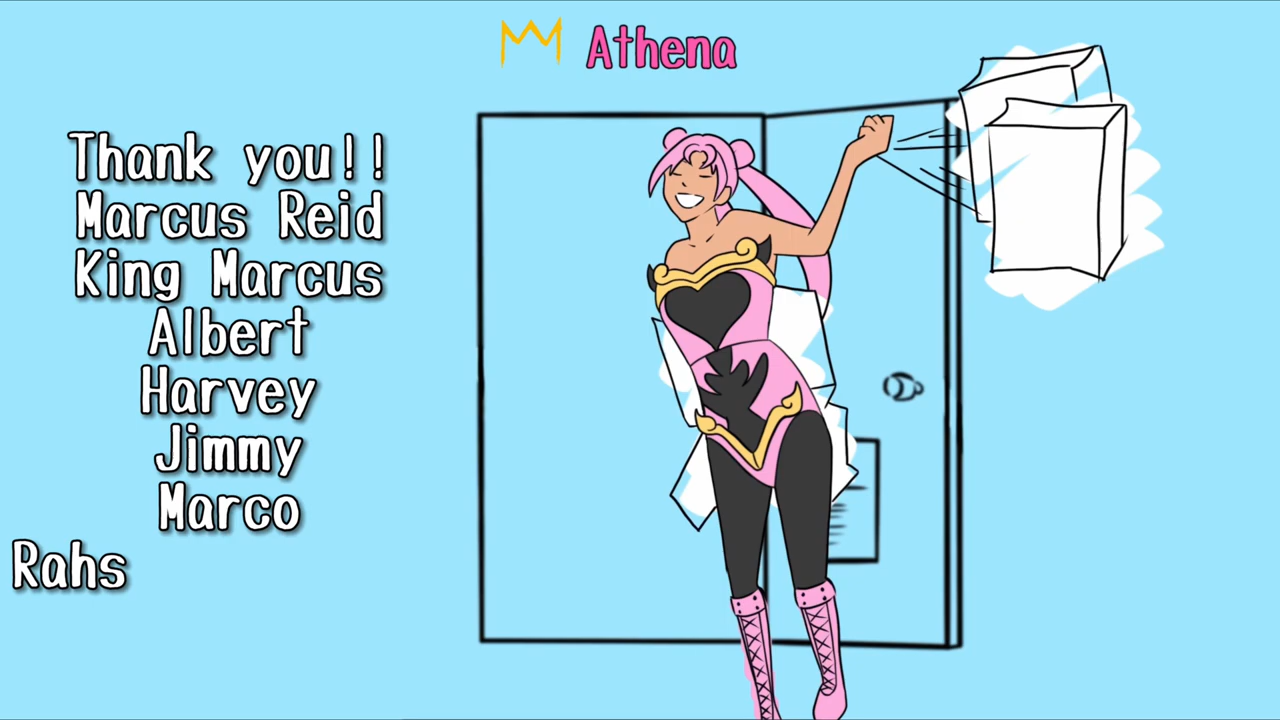 Athena
Thank you!!
Marcus Reid
King Marcus
Albert
Harvey
Jimmy
Marco
Rahs